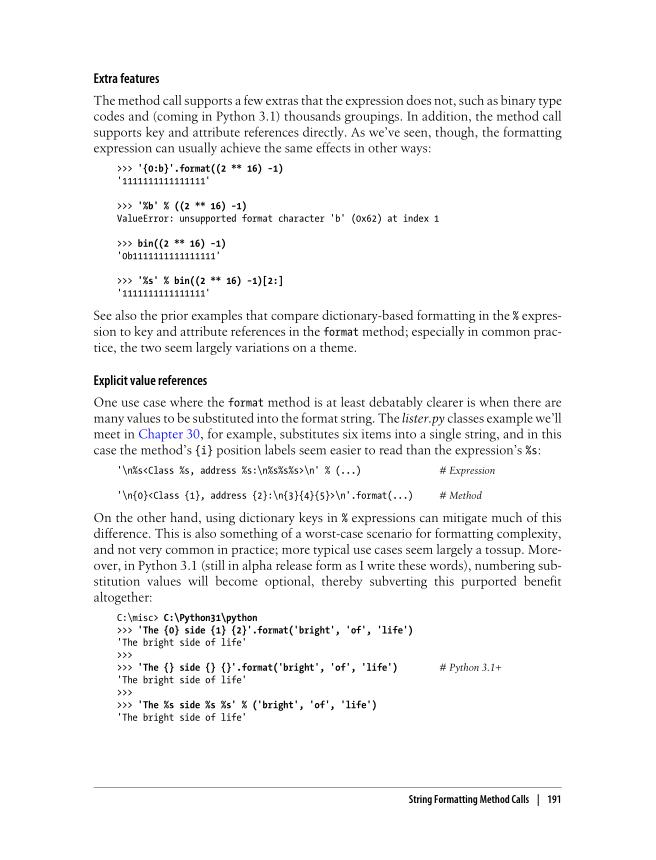 Extra features
The method call supports a few extras that the expression does not, such as binary type
codes and (coming in Python 3.1) thousands groupings. In addition, the method call
supports key and attribute references directly. As we've seen, though, the formatting
expression can usually achieve the same effects in other ways:
>>> '{0:b}'.format((2 ** 16) -1)
'1111111111111111'
>>> '%b' % ((2 ** 16) -1)
ValueError: unsupported format character 'b' (0x62) at index 1
>>> bin((2 ** 16) -1)
'0b1111111111111111'
>>> '%s' % bin((2 ** 16) -1)[2:]
'1111111111111111'
See also the prior examples that compare dictionary-based formatting in the % expres-
sion to key and attribute references in the format method; especially in common prac-
tice, the two seem largely variations on a theme.
Explicit value references
One use case where the format method is at least debatably clearer is when there are
many values to be substituted into the format string. The lister.py classes example we'll
meet in Chapter 30, for example, substitutes six items into a single string, and in this
case the method's {i} position labels seem easier to read than the expression's %s:
'\n%s<Class %s, address %s:\n%s%s%s>\n' % (...) # Expression
'\n{0}<Class {1}, address {2}:\n{3}{4}{5}>\n'.format(...) # Method
On the other hand, using dictionary keys in % expressions can mitigate much of this
difference. This is also something of a worst-case scenario for formatting complexity,
and not very common in practice; more typical use cases seem largely a tossup. More-
over, in Python 3.1 (still in alpha release form as I write these words), numbering sub-
stitution values will become optional, thereby subverting this purported benefit
altogether:
C:\misc> C:\Python31\python
>>> 'The {0} side {1} {2}'.format('bright', 'of', 'life')
'The bright side of life'
>>>
>>> 'The {} side {} {}'.format('bright', 'of', 'life') # Python 3.1+
'The bright side of life'
>>>
>>> 'The %s side %s %s' % ('bright', 'of', 'life')
'The bright side of life'
String Formatting Method Calls | 191